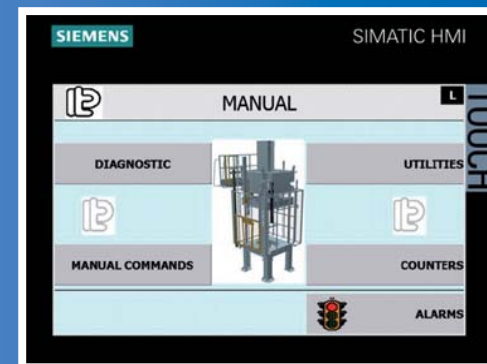 SIEMENS
SIMATIC HMI
MANUAL
L
TOUCH
DIAGNOSTIC
UTILITIES
MANUAL COMMANDS
COUNTERS
ALARMS